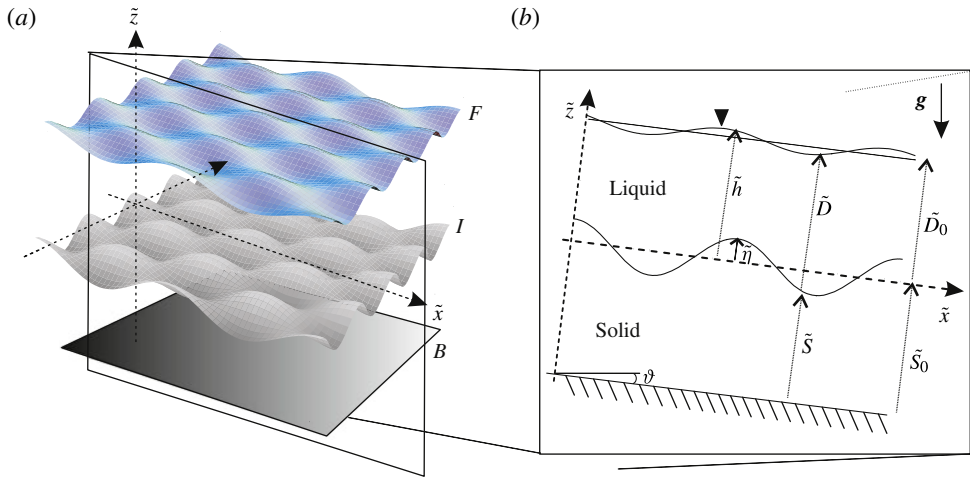 (a)
z̃
F
I
x̃
B
(b)
z̃
g
Liquid
h̃
D̃
D̃₀
η̃
x̃
Solid
S̃
S̃₀
ϑ